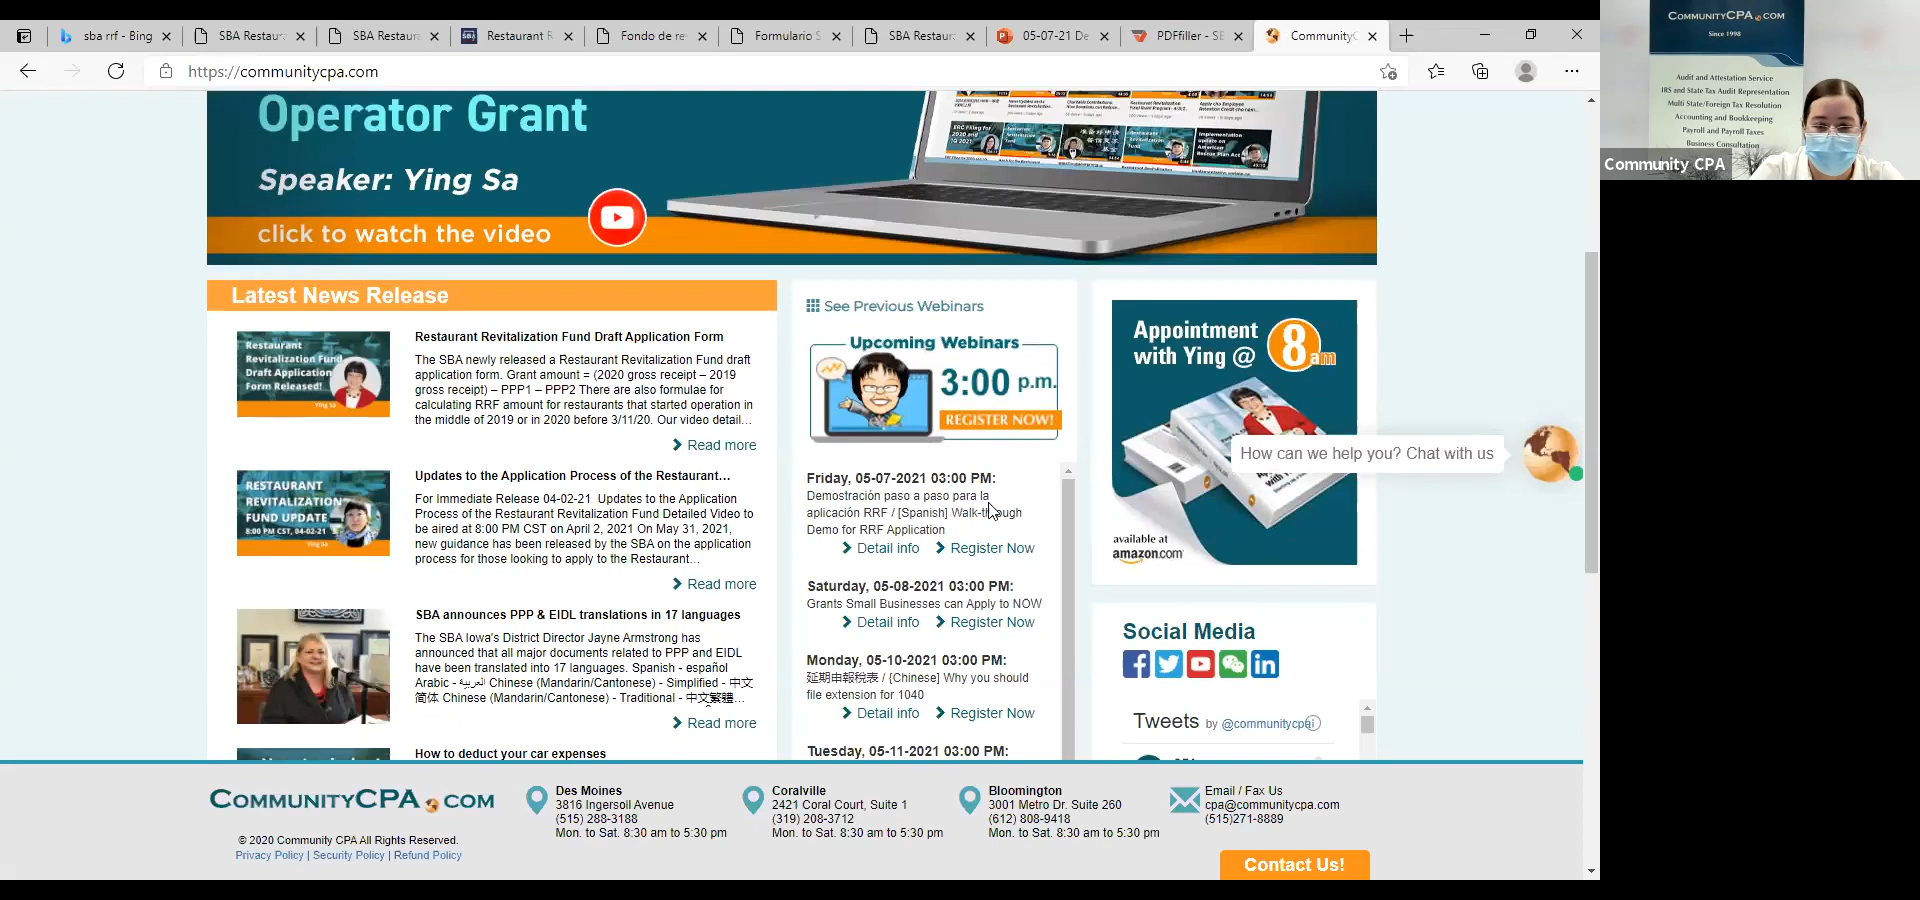 sba rrf - Bing
SBA Restaur
SBA Restaur
SBA
Restaurant R
Fondo de re
Formulario S
SBA Restaur
05-07-21 De
PDFfiller - SE
Community
https://communitycpa.com
Operator Grant
Speaker: Ying Sa
click to watch the video
Latest News Release
Restaurant
Revitalization Fund
Draft Application
Form Released!
Ying Sa
Restaurant Revitalization Fund Draft Application Form
The SBA newly released a Restaurant Revitalization Fund draft
application form. Grant amount = (2020 gross receipt – 2019
gross receipt) – PPP1 – PPP2 There are also formulae for
calculating RRF amount for restaurants that started operation in
the middle of 2019 or in 2020 before 3/11/20. Our video detail...
Read more
RESTAURANT
REVITALIZATION
FUND UPDATE
8:00 PM CST, 04-02-21
Ying Sa
Updates to the Application Process of the Restaurant...
For Immediate Release 04-02-21 Updates to the Application
Process of the Restaurant Revitalization Fund Detailed Video to
be aired at 8:00 PM CST on April 2, 2021 On May 31, 2021,
new guidance has been released by the SBA on the application
process for those looking to apply to the Restaurant...
Read more
SBA announces PPP & EIDL translations in 17 languages
The SBA Iowa's District Director Jayne Armstrong has
announced that all major documents related to PPP and EIDL
have been translated into 17 languages. Spanish - español
Arabic - العربية Chinese (Mandarin/Cantonese) - Simplified - 中文
简体 Chinese (Mandarin/Cantonese) - Traditional - 中文繁體...
Read more
How to deduct your car expenses
See Previous Webinars
Upcoming Webinars
3:00 p.m.
REGISTER NOW!
Friday, 05-07-2021 03:00 PM:
Demostración paso a paso para la
aplicación RRF / [Spanish] Walk-through
Demo for RRF Application
Detail info Register Now
Saturday, 05-08-2021 03:00 PM:
Grants Small Businesses can Apply to NOW
Detail info Register Now
Monday, 05-10-2021 03:00 PM:
延期申報稅表 / {Chinese] Why you should
file extension for 1040
Detail info Register Now
Tuesday, 05-11-2021 03:00 PM:
Appointment
with Ying @ 8am
available at
amazon.com
How can we help you? Chat with us
Social Media
Tweets by @communitycpa
COMMUNITYCPA.COM
© 2020 Community CPA All Rights Reserved.
Privacy Policy | Security Policy | Refund Policy
Des Moines
3816 Ingersoll Avenue
(515) 288-3188
Mon. to Sat. 8:30 am to 5:30 pm
Coralville
2421 Coral Court, Suite 1
(319) 208-3712
Mon. to Sat. 8:30 am to 5:30 pm
Bloomington
3001 Metro Dr. Suite 260
(612) 808-9418
Mon. to Sat. 8:30 am to 5:30 pm
Email / Fax Us
cpa@communitycpa.com
(515)271-8889
Contact Us!
COMMUNITYCPA.COM
Since 1998
Audit and Attestation Service
IRS and State Tax Audit Representation
Multi State/Foreign Tax Resolution
Accounting and Bookkeeping
Payroll and Payroll Taxes
Business Consultation
Community CPA